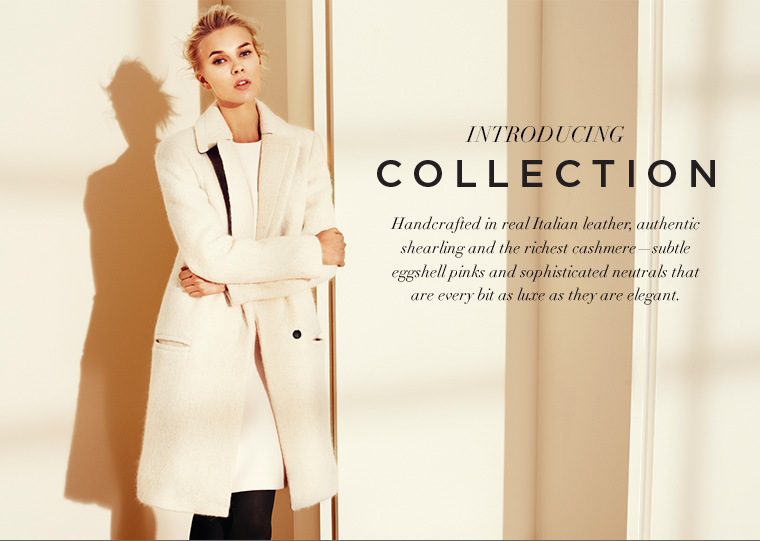 INTRODUCING
COLLECTION
Handcrafted in real Italian leather, authentic
shearling and the richest cashmere—subtle
eggshell pinks and sophisticated neutrals that
are every bit as luxe as they are elegant.